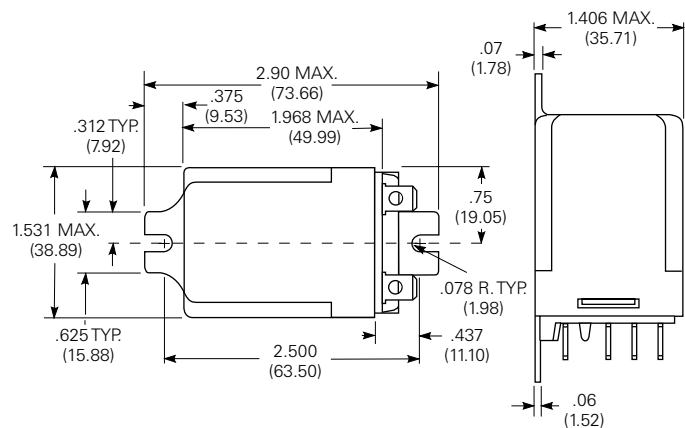 1.406 MAX.
(35.71)
.07
(1.78)
2.90 MAX.
(73.66)
.375
(9.53)
1.968 MAX.
(49.99)
.312 TYP.
(7.92)
.75
(19.05)
1.531 MAX.
(38.89)
.078 R. TYP.
(1.98)
.625 TYP.
(15.88)
2.500
(63.50)
.437
(11.10)
.06
(1.52)